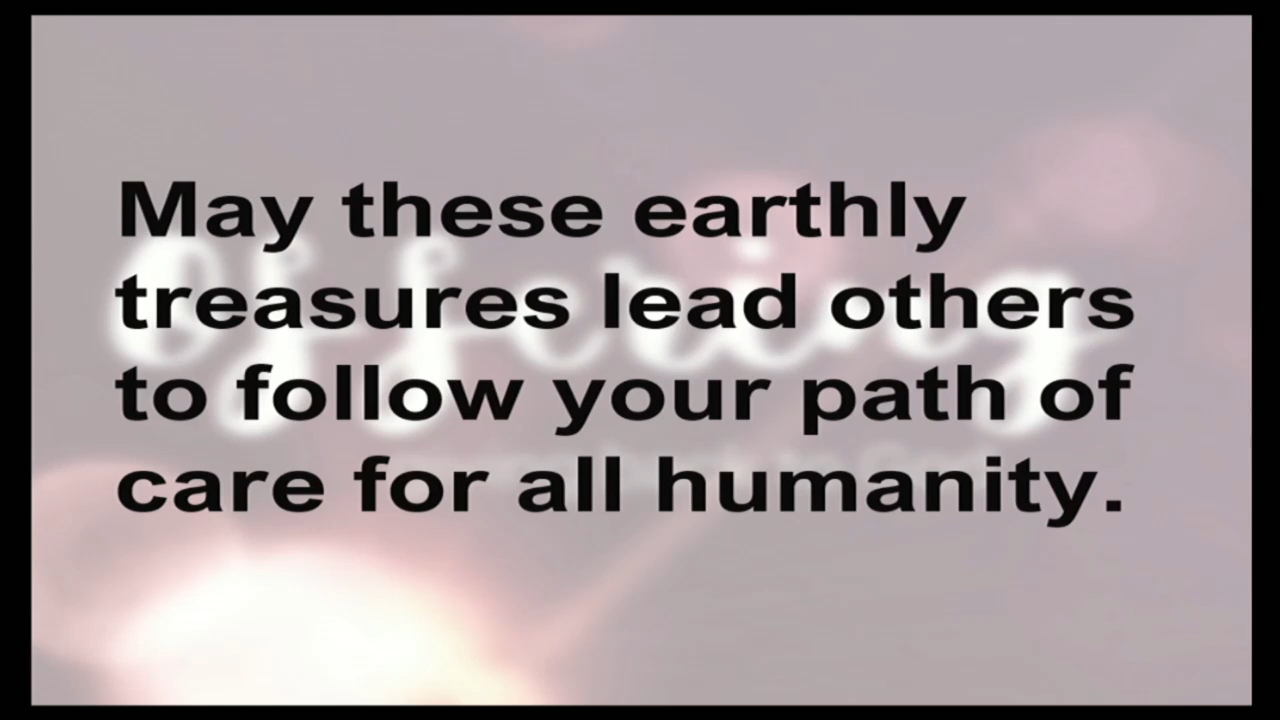 May these earthly
treasures lead others
to follow your path of
care for all humanity.
Offering